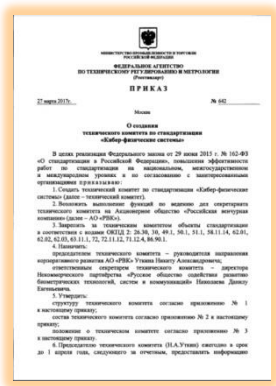 МИНИСТЕРСТВО ПРОМЫШЛЕННОСТИ И ТОРГОВЛИ
РОССИЙСКОЙ ФЕДЕРАЦИИ
ФЕДЕРАЛЬНОЕ АГЕНТСТВО
ПО ТЕХНИЧЕСКОМУ РЕГУЛИРОВАНИЮ И МЕТРОЛОГИИ
(Росстандарт)
П Р И К А З
27 марта 2017г. № 642
Москва
О создании
технического комитета по стандартизации
«Кибер-физические системы»
В целях реализации Федерального закона от 29 июня 2015 г. № 162-ФЗ
«О стандартизации в Российской Федерации», повышения эффективности
работ по стандартизации на национальном, межгосударственном
и международном уровнях и по согласованию с заинтересованными
организациями п р и к а з ы в а ю :
1. Создать технический комитет по стандартизации «Кибер-физические
системы» (далее – технический комитет).
2. Возложить выполнение функций по ведению дел секретариата
технического комитета на Акционерное общество «Российская венчурная
компания» (далее – АО «РВК»).
3. Закрепить за техническим комитетом объекты стандартизации
в соответствии с кодами ОКПД 2: 26.30, 30, 49.1, 50.1, 51.1, 58.11.14, 62.01,
62.02, 62.03, 63.11.1, 72, 72.11.12, 71.12.4, 86.90.1.
4. Назначить:
председателем технического комитета – руководителя направления
корпоративного развития АО «РВК» Уткина Никиту Александровича;
ответственным секретарем технического комитета – директора
Некоммерческого партнёрства «Русское общество содействия развитию
биометрических технологий, систем и коммуникаций» Николаева Данилу
Евгеньевича.
5. Утвердить:
структуру технического комитета согласно приложению № 1
к настоящему приказу;
состав технического комитета согласно приложению № 2 к настоящему
приказу;
положение о техническом комитете согласно приложению № 3
к настоящему приказу.
6. Председателю технического комитета (Н.А.Уткин) ежегодно в срок
до 1 апреля года, следующего за отчетным, представлять информацию